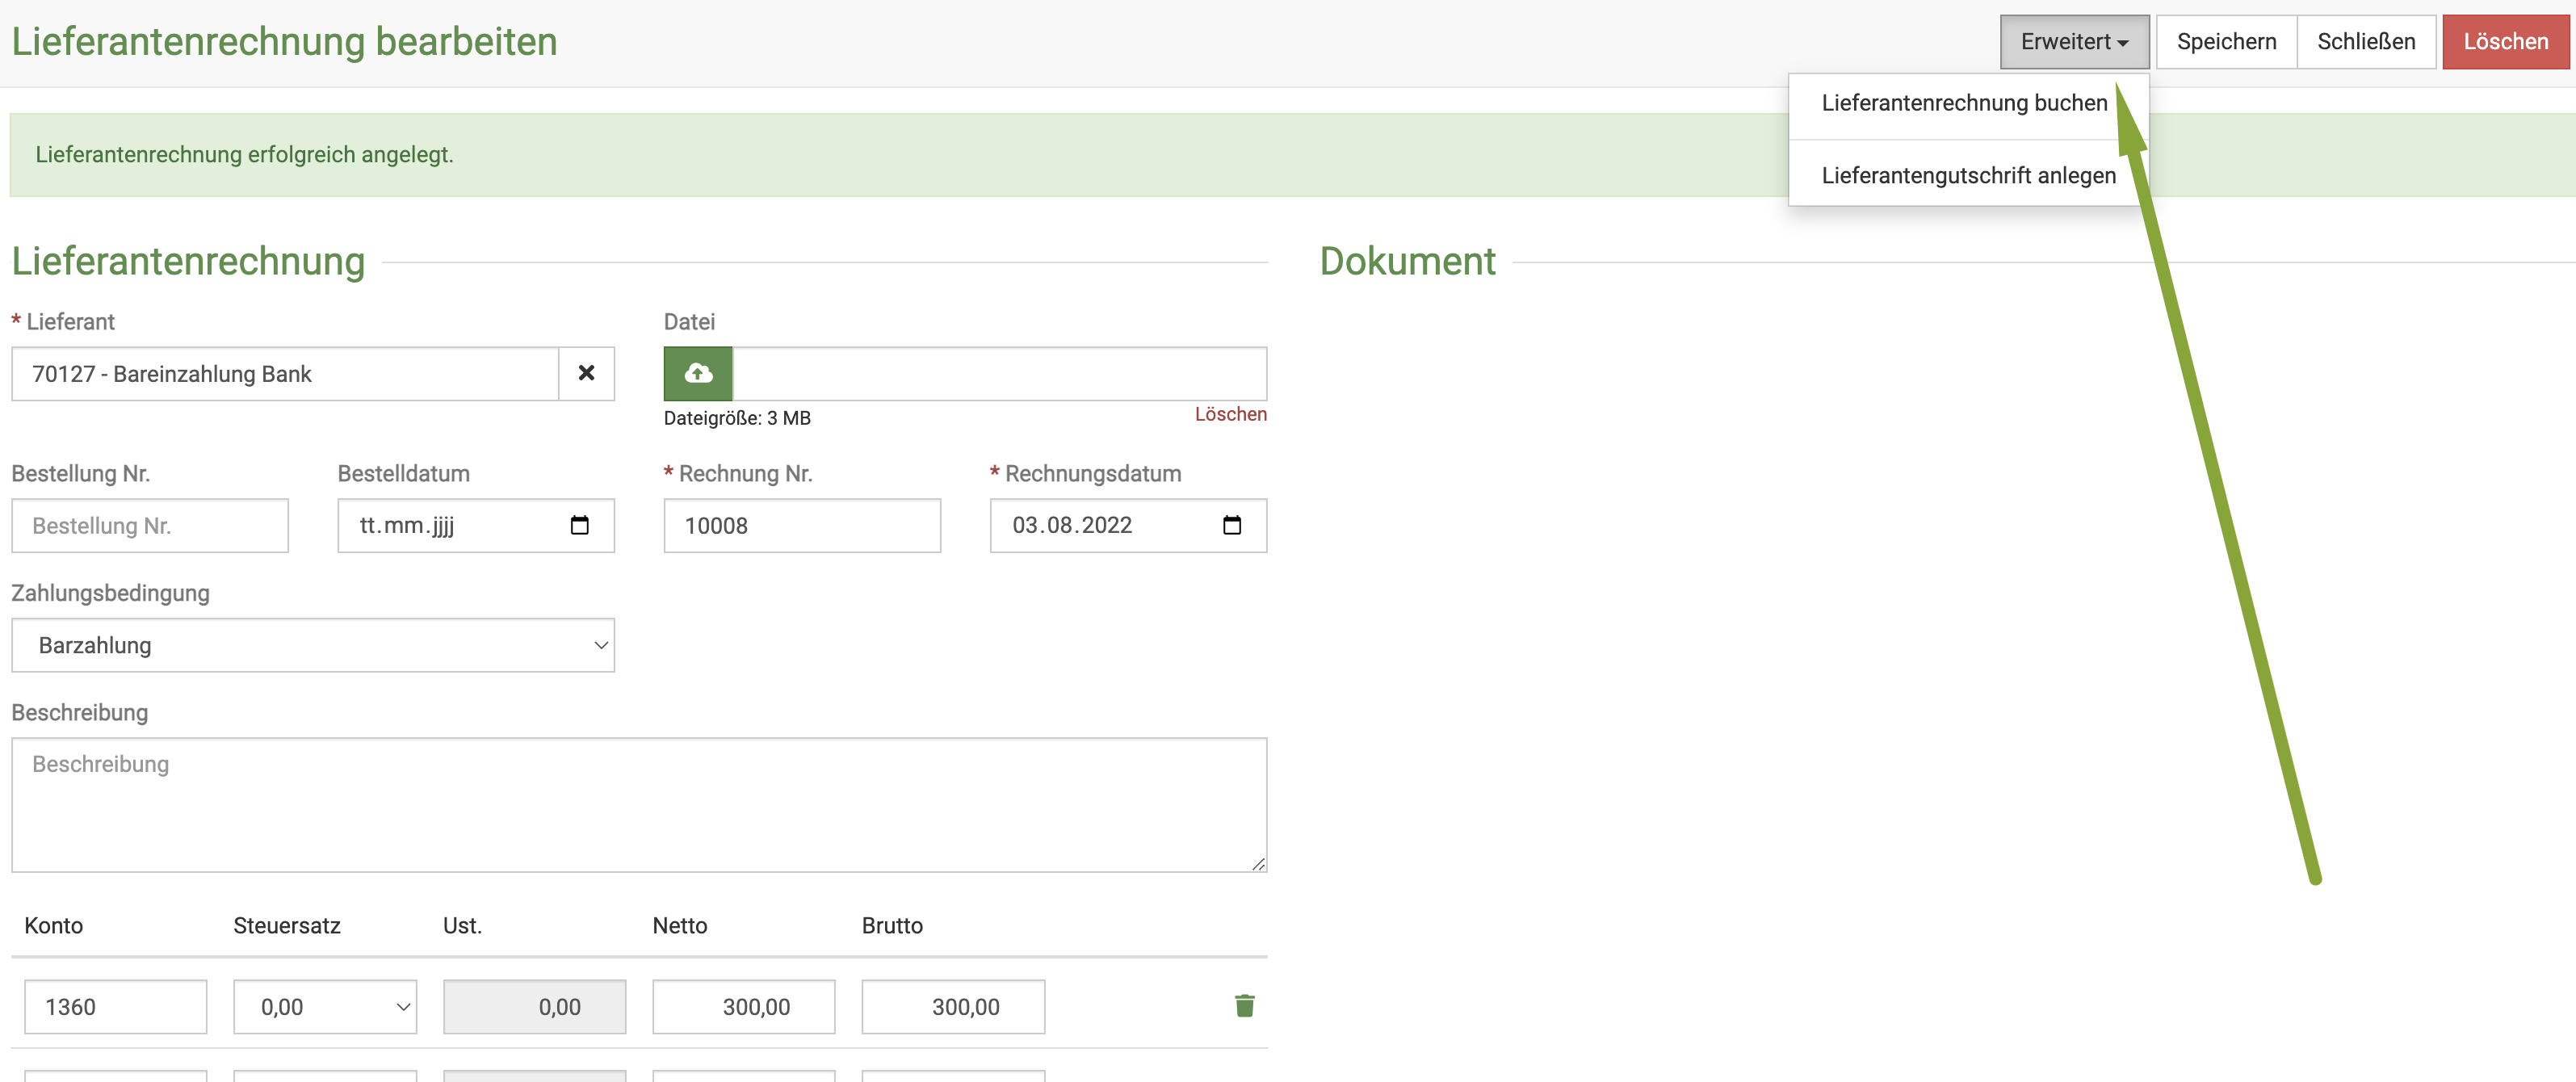 Lieferantenrechnung bearbeiten
Erweitert
Speichern
Schließen
Löschen
Lieferantenrechnung buchen
Lieferantengutschrift anlegen
Lieferantenrechnung erfolgreich angelegt.
Lieferantenrechnung
Dokument
* Lieferant
Datei
70127 - Bareinzahlung Bank
Dateigröße: 3 MB
Löschen
Bestellung Nr.
Bestelldatum
* Rechnung Nr.
* Rechnungsdatum
Bestellung Nr.
tt.mm.jjjj
10008
03.08.2022
Zahlungsbedingung
Barzahlung
Beschreibung
Beschreibung
Konto
Steuersatz
Ust.
Netto
Brutto
1360
0,00
0,00
300,00
300,00